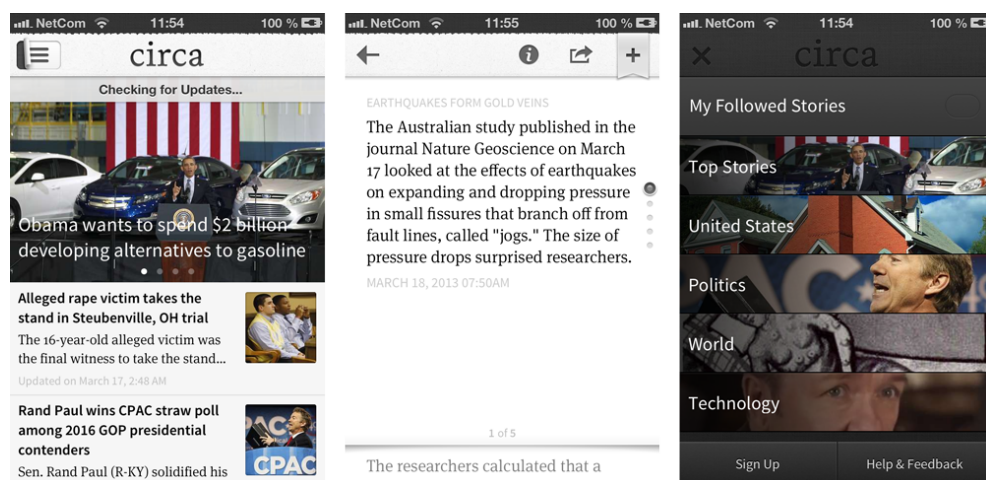 NetCom 11:54 100 %
circa
Checking for Updates...
Obama wants to spend $2 billion
developing alternatives to gasoline
Alleged rape victim takes the
stand in Steubenville, OH trial
The 16-year-old alleged victim was
the final witness to take the stand...
Updated on March 17, 2:48 AM
Rand Paul wins CPAC straw poll
among 2016 GOP presidential
contenders
Sen. Rand Paul (R-KY) solidified his
PAC
CPAC
NetCom 11:55 100 %
EARTHQUAKES FORM GOLD VEINS
The Australian study published in the
journal Nature Geoscience on March
17 looked at the effects of earthquakes
on expanding and dropping pressure
in small fissures that branch off from
fault lines, called "jogs." The size of
pressure drops surprised researchers.
MARCH 18, 2013 07:50AM
1 of 5
The researchers calculated that a
NetCom 11:54 100 %
circa
My Followed Stories
Top Stories
United States
Politics
World
Technology
Sign Up
Help & Feedback